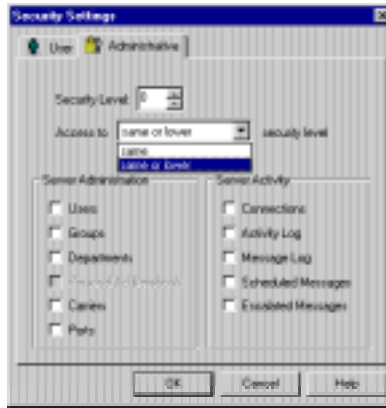 Security Settings
User Administrative
Security Level: 0
Access to same or lower security level
same
same or lower
Server Administration Server Activity
Users Connections
Groups Activity Log
Departments Message Log
Scheduled Messages
Carriers Escalated Messages
Ports
OK Cancel Help